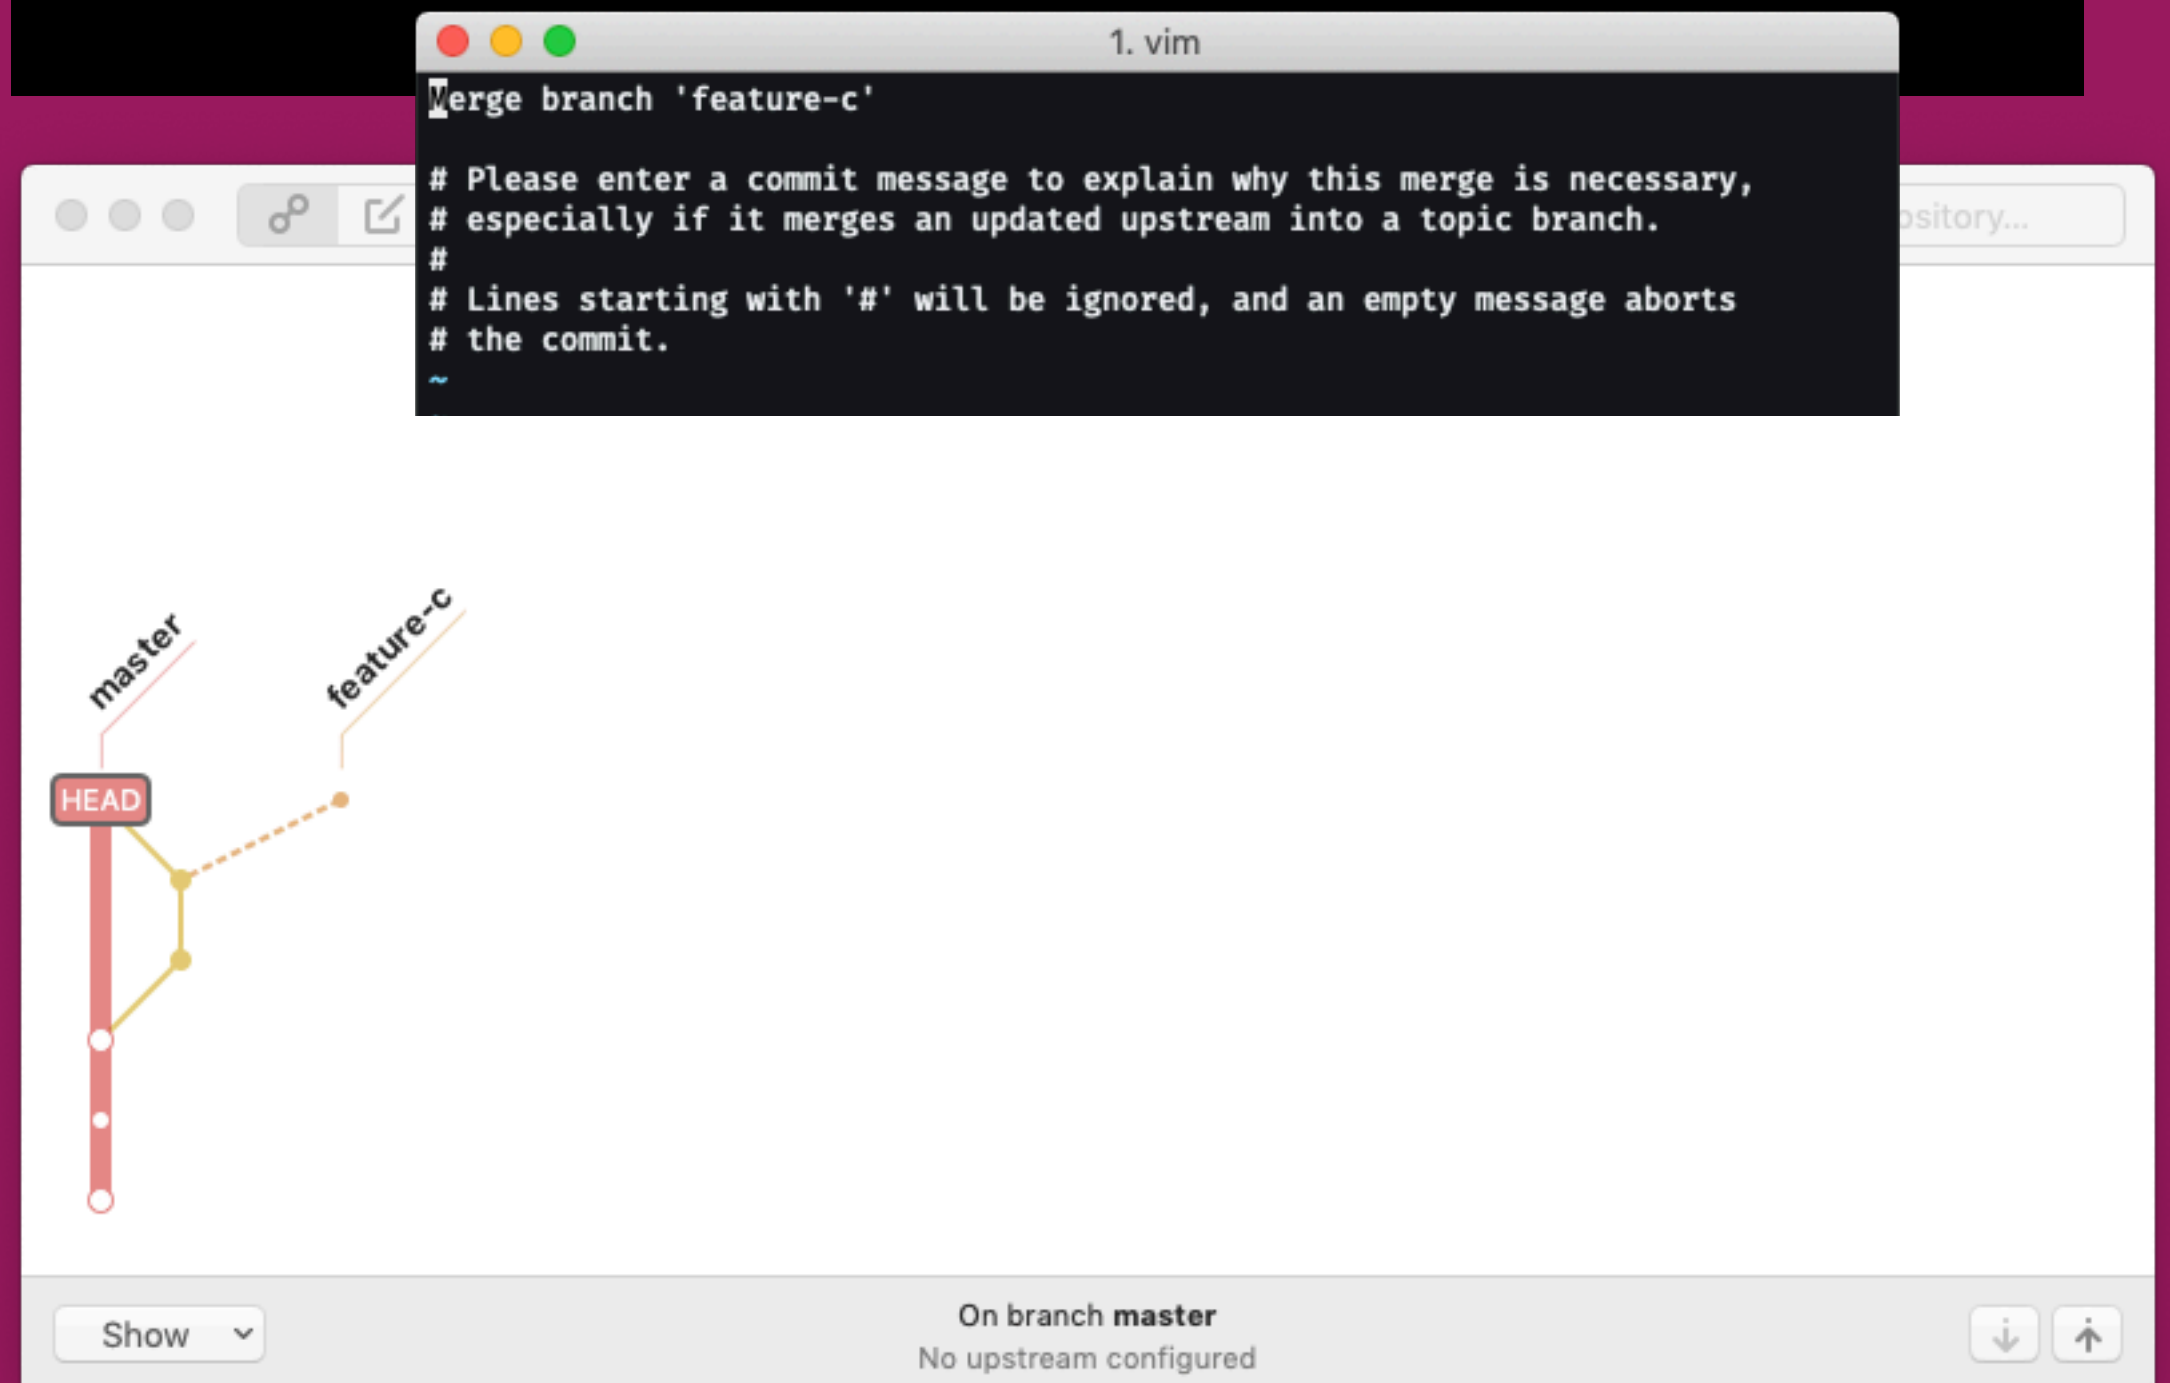 1. vim
Merge branch 'feature-c'
# Please enter a commit message to explain why this merge is necessary,
# especially if it merges an updated upstream into a topic branch.
#
# Lines starting with '#' will be ignored, and an empty message aborts
# the commit.
~
ository...
master
feature-c
HEAD
Show
On branch master
No upstream configured